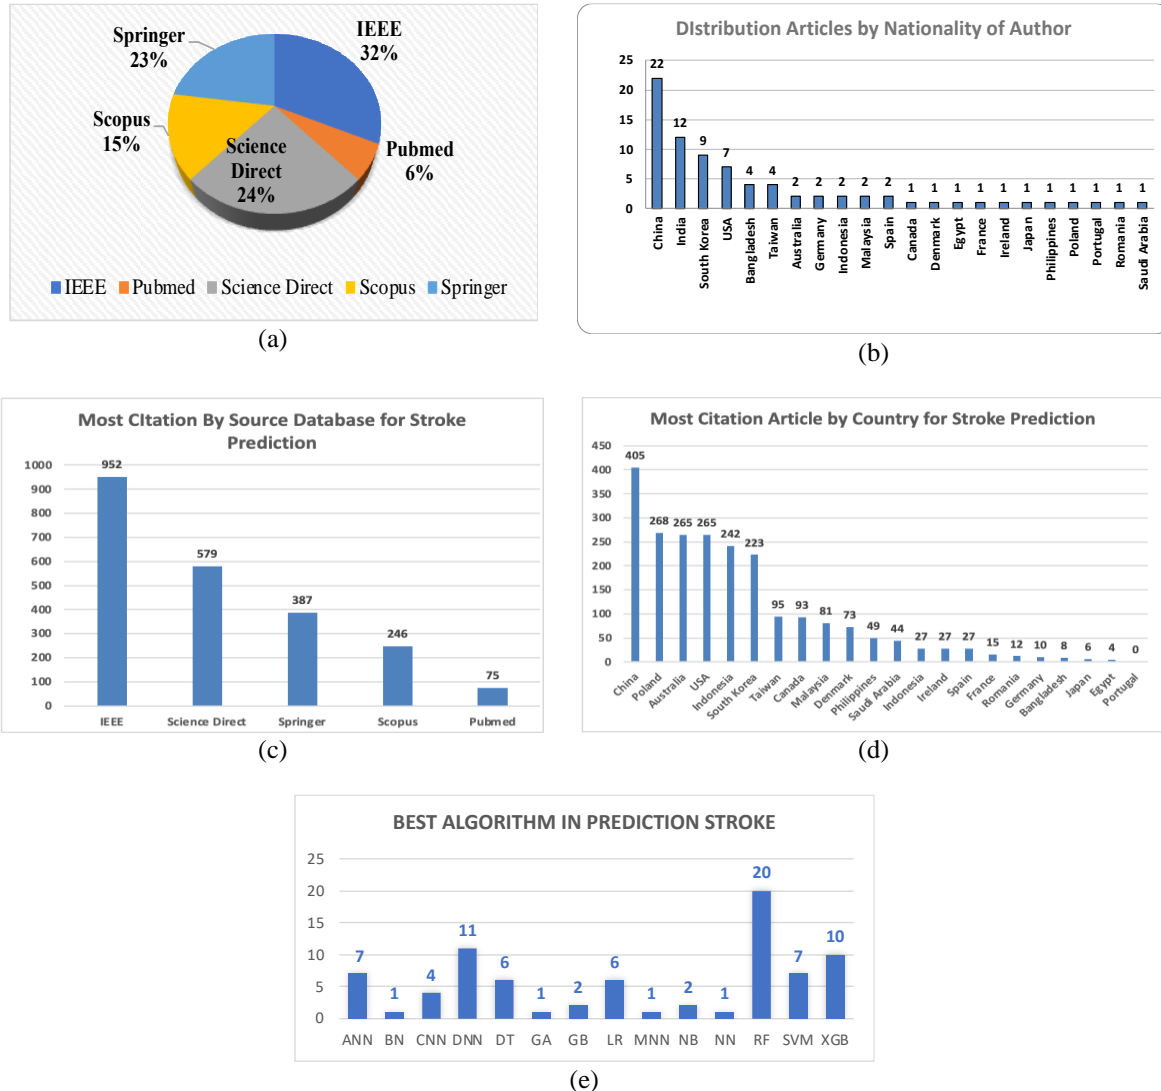 Springer
23%
IEEE
32%
Scopus
15%
Science
Direct
24%
Pubmed
6%
IEEE Pubmed Science Direct Scopus Springer
(a)
DIstribution Articles by Nationality of Author
25
20
15
10
5
0
22
12
9
7
4
4
2
2
2
2
2
1
1
1
1
1
1
1
1
1
1
1
China
India
South Korea
USA
Bangladesh
Taiwan
Australia
Germany
Indonesia
Malaysia
Spain
Canada
Denmark
Egypt
France
Ireland
Japan
Philippines
Poland
Portugal
Romania
Saudi Arabia
(b)
Most CItation By Source Database for Stroke
Prediction
1000
900
800
700
600
500
400
300
200
100
0
952
579
387
246
75
IEEE Science Direct Springer Scopus Pubmed
(c)
Most Citation Article by Country for Stroke Prediction
450
400
350
300
250
200
150
100
50
0
405
268
265
265
242
223
95
93
81
73
49
44
27
27
27
15
12
10
8
6
4
0
China
Poland
Australia
USA
Indonesia
South Korea
Taiwan
Canada
Malaysia
Denmark
Philippines
Saudi Arabia
Indonesia
Ireland
Spain
France
Romania
Germany
Bangladesh
Japan
Egypt
Portugal
(d)
BEST ALGORITHM IN PREDICTION STROKE
25
20
15
10
5
0
7
1
4
11
6
1
2
6
1
2
1
20
7
10
ANN BN CNN DNN DT GA GB LR MNN NB NN RF SVM XGB
(e)